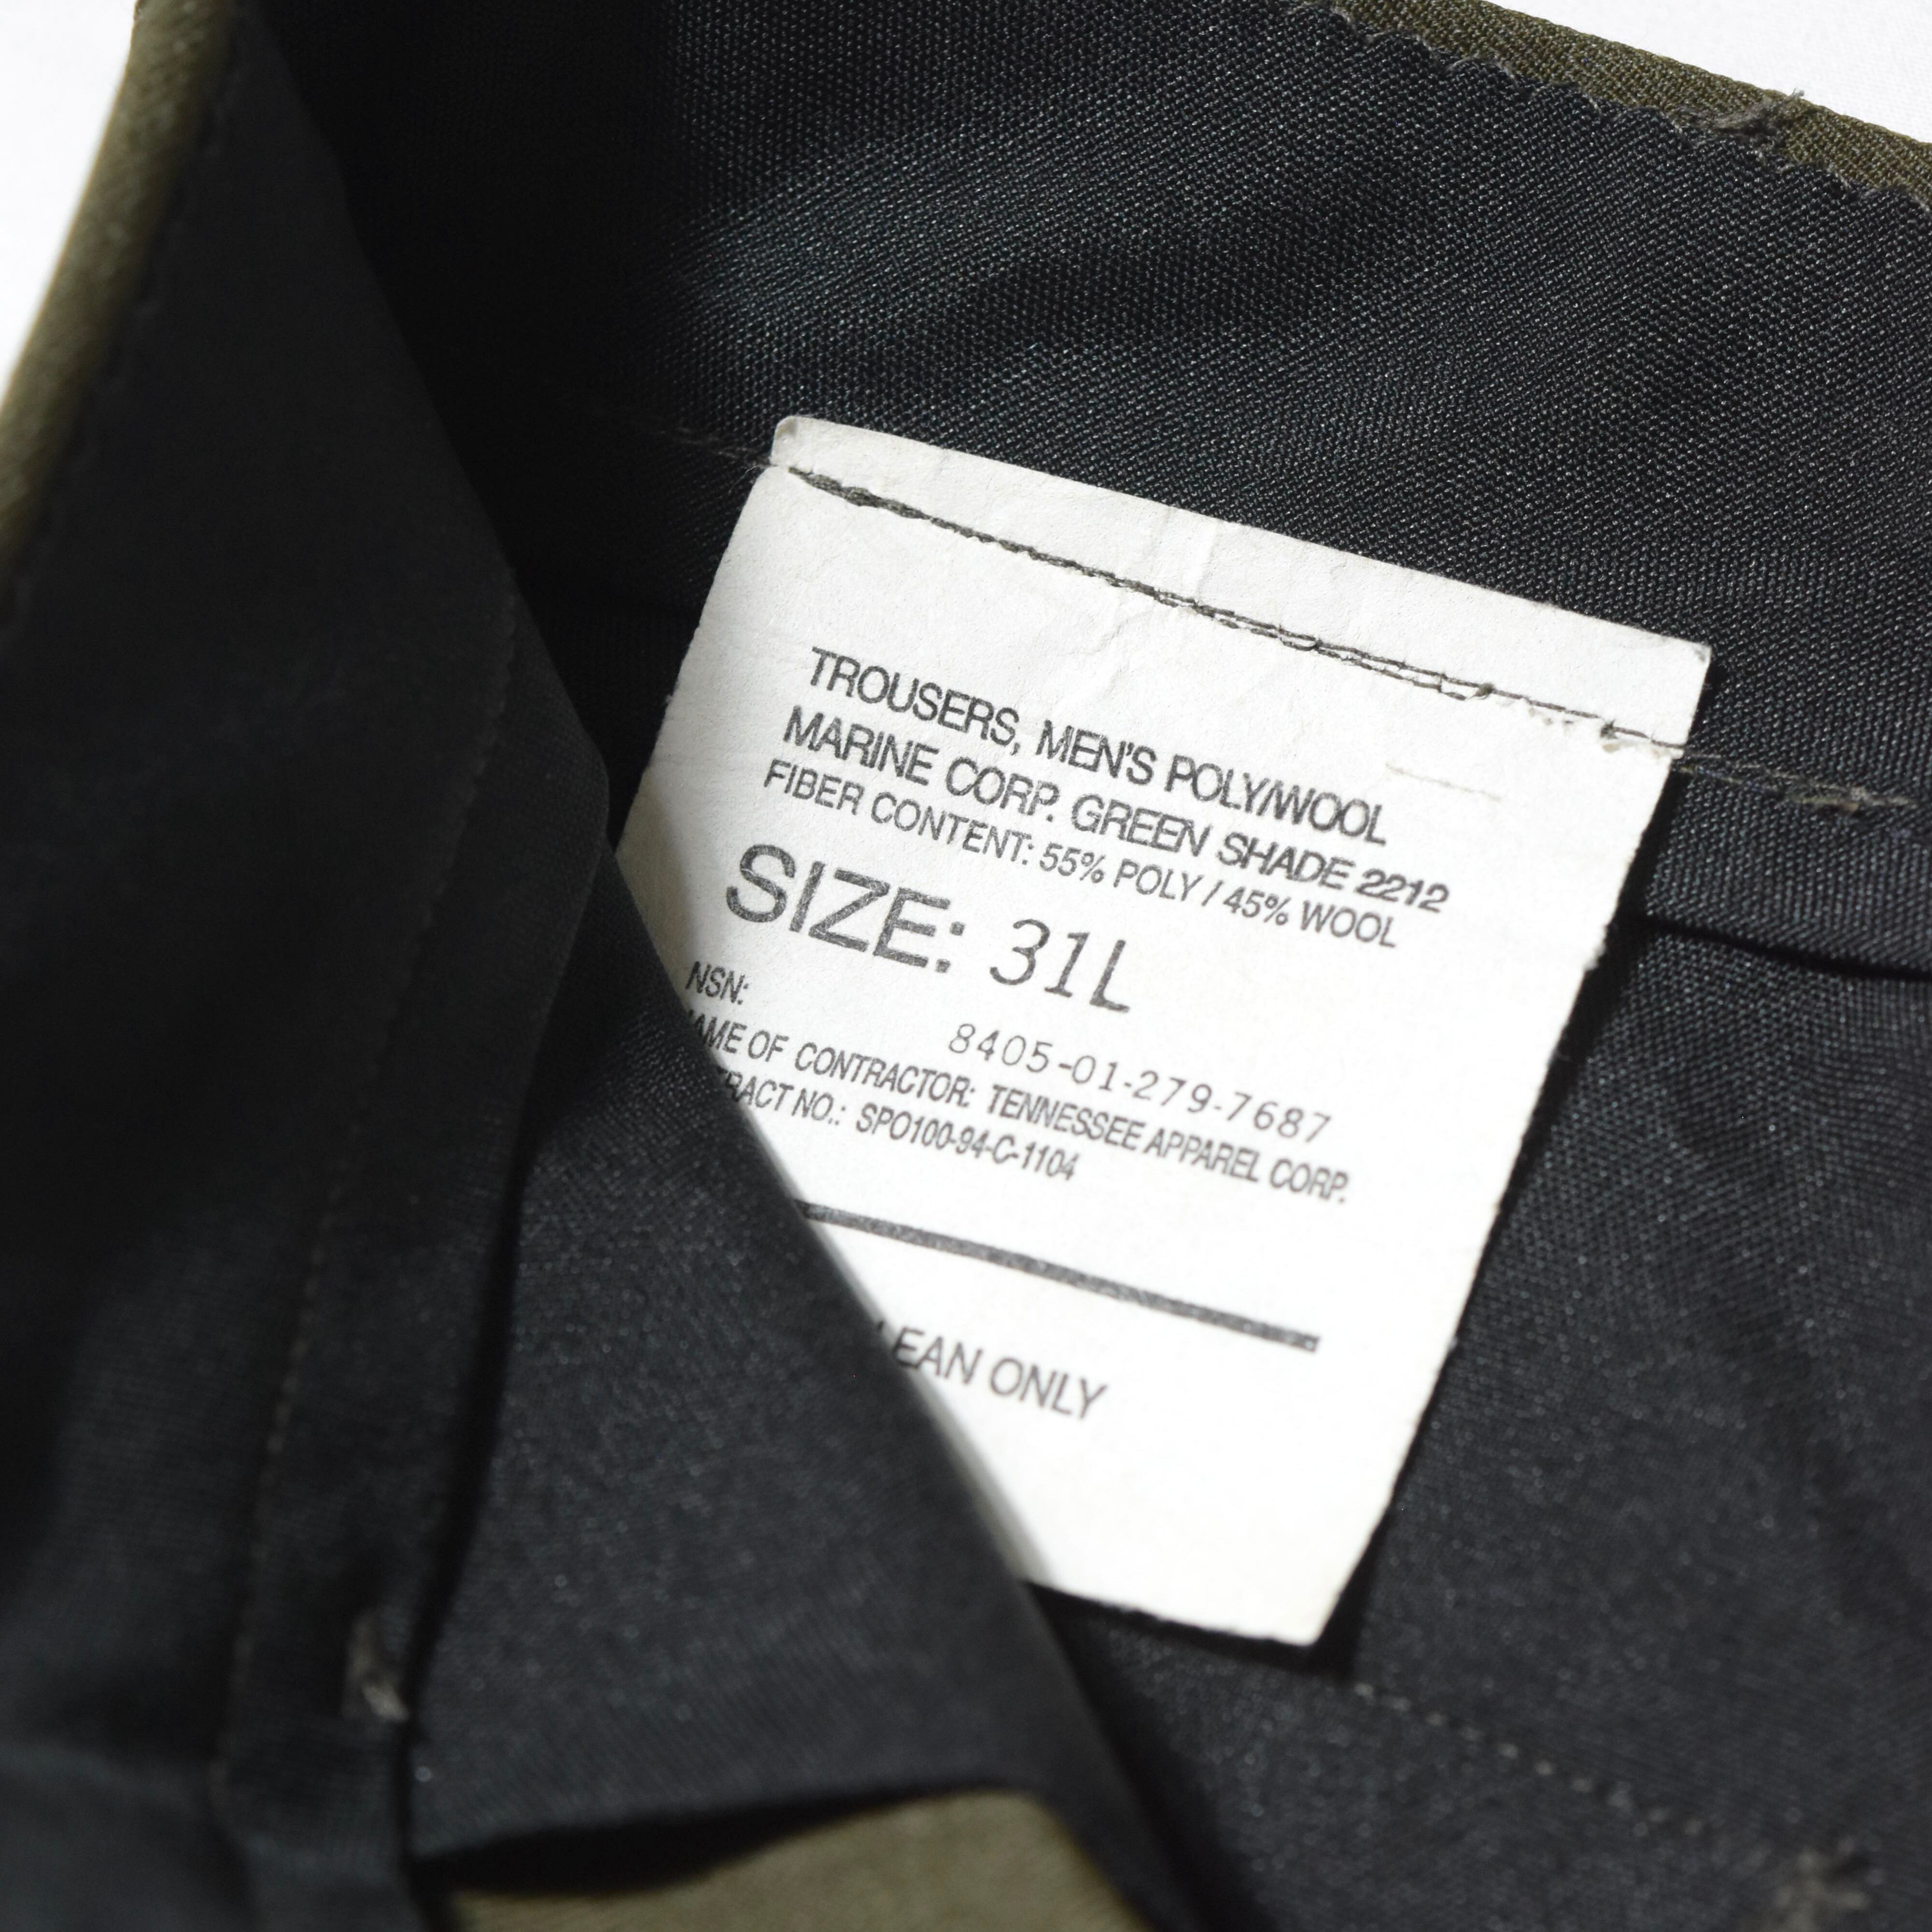 TROUSERS, MEN'S POLY/WOOL
MARINE CORP. GREEN SHADE 2212
FIBER CONTENT: 55% POLY / 45% WOOL
SIZE: 31L
NSN:
8405-01-279-7687
AME OF CONTRACTOR: TENNESSEE APPAREL CORP.
RACT NO.: SPO100-94-C-1104
LEAN ONLY